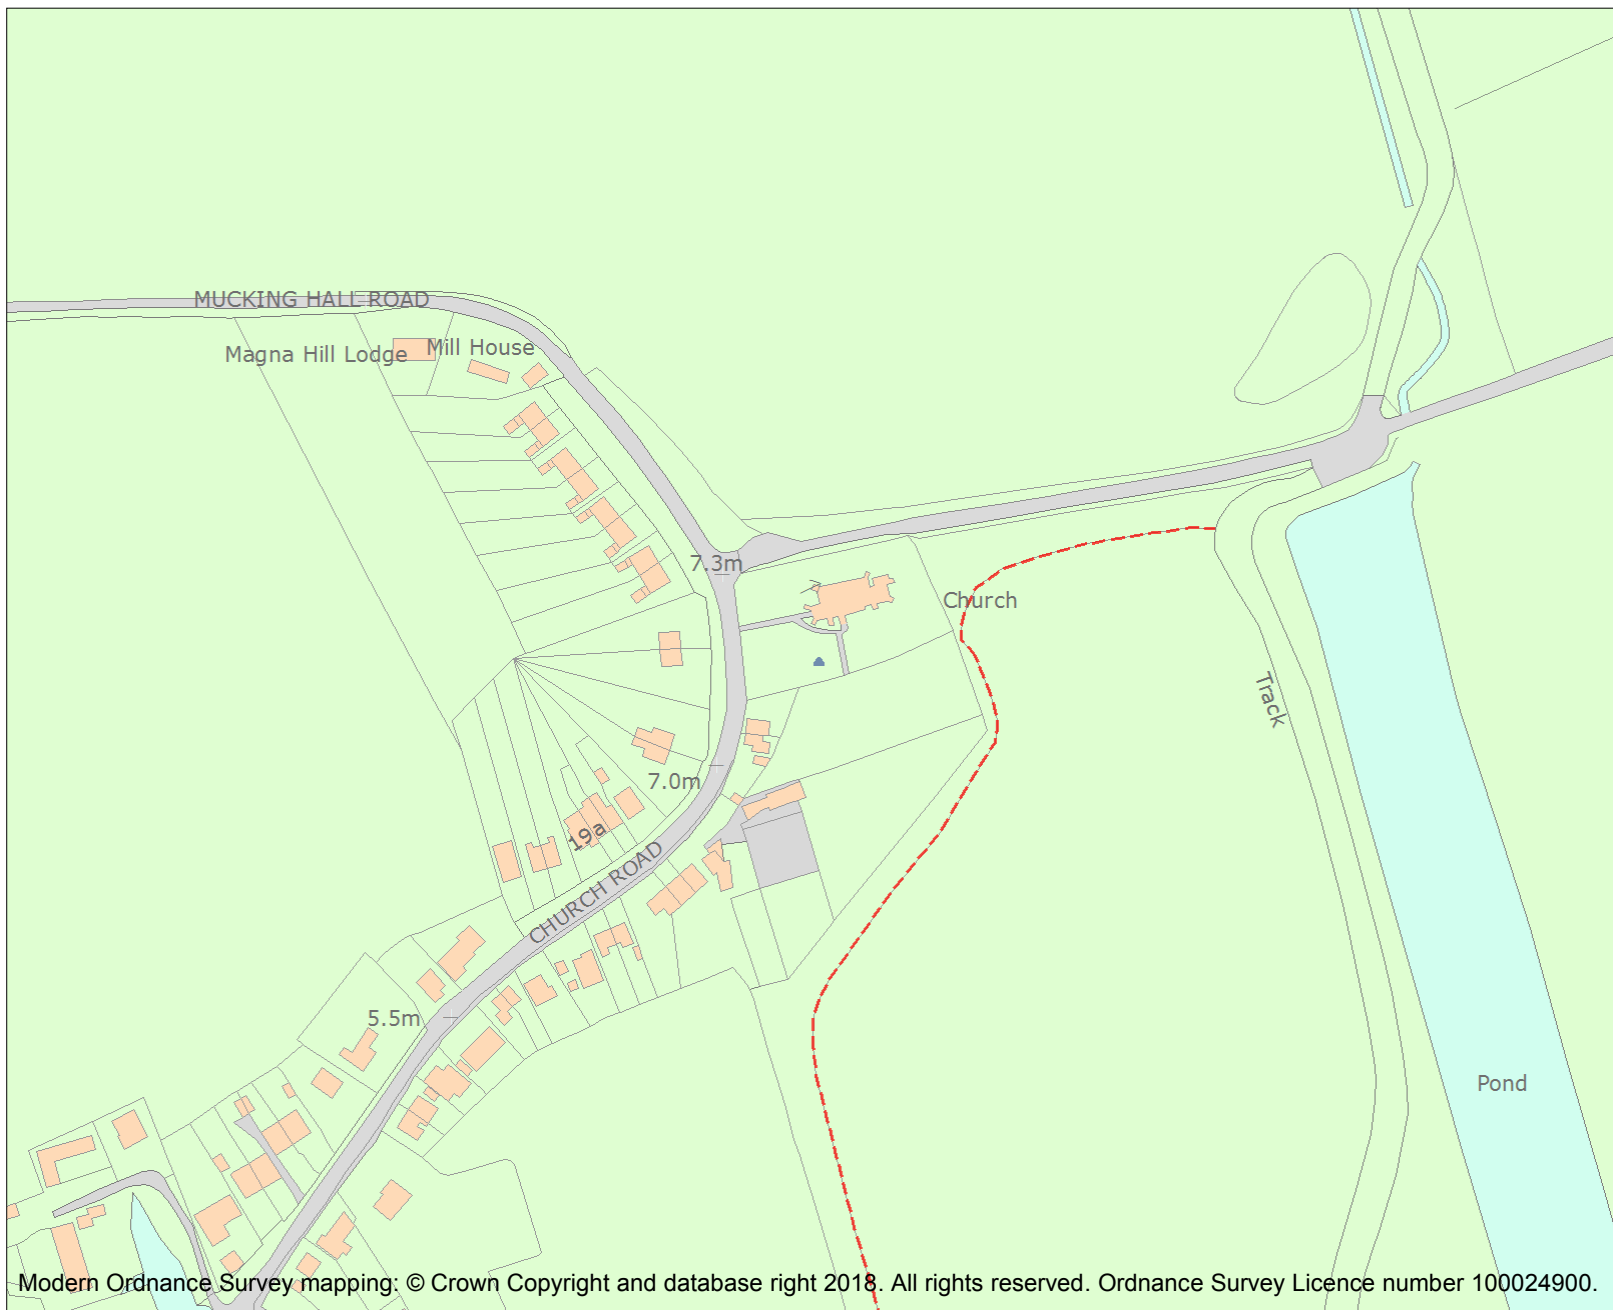 MUCKING HALL ROAD
Magna Hill Lodge
Mill House
7.3m
Church
Track
7.0m
19a
CHURCH ROAD
5.5m
Pond
Modern Ordnance Survey mapping: © Crown Copyright and database right 2018. All rights reserved. Ordnance Survey Licence number 100024900.